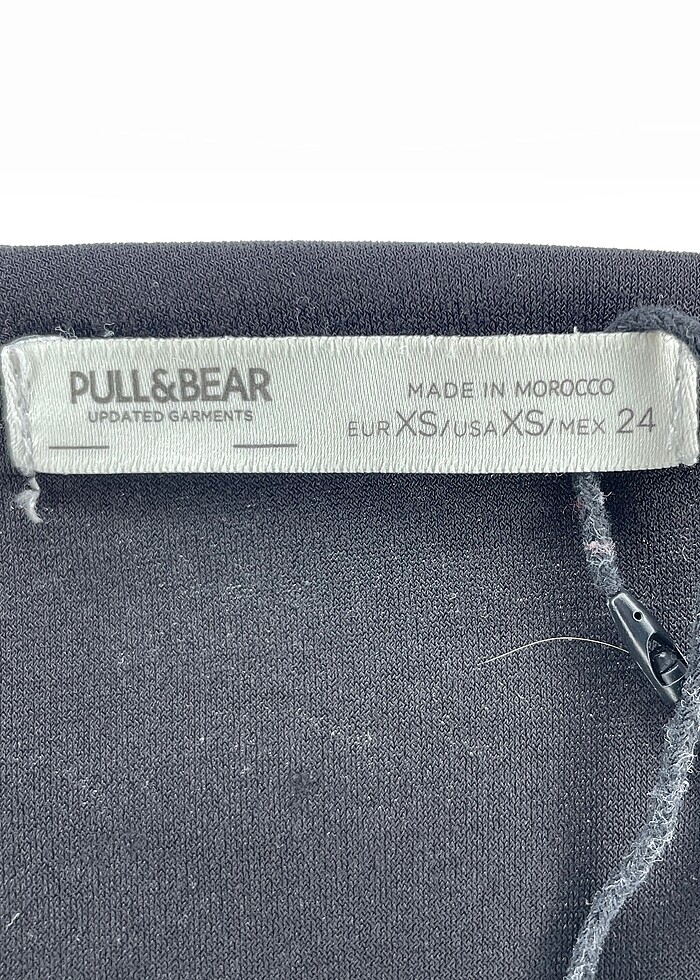 PULL&BEAR
UPDATED GARMENTS
MADE IN MOROCCO
EUR XS/USA XS/MEX 24